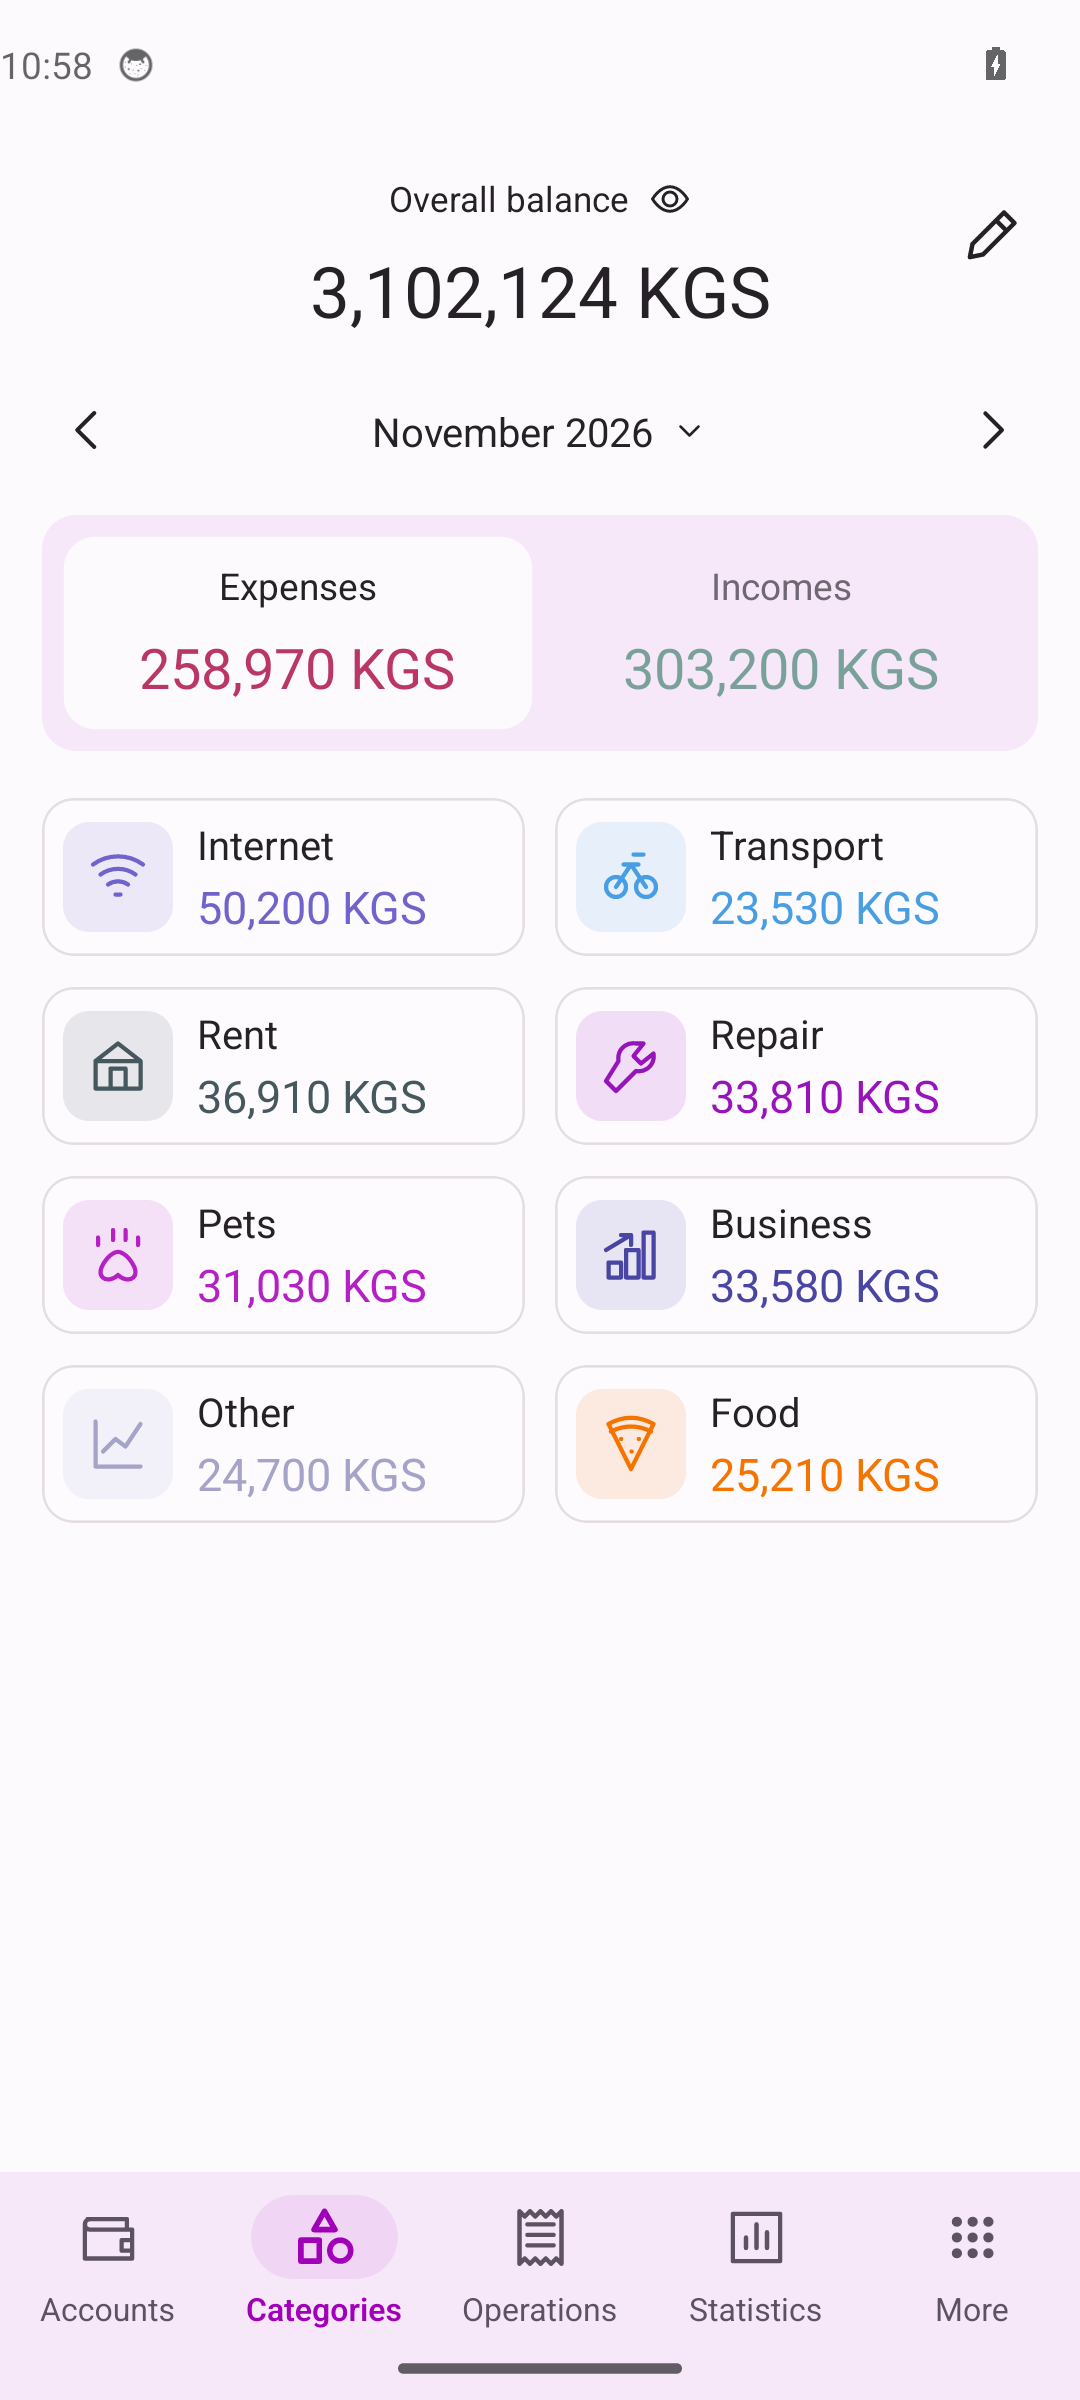 10:58
Overall balance
3,102,124 KGS
November 2026
Expenses
258,970 KGS
Incomes
303,200 KGS
Internet
50,200 KGS
Transport
23,530 KGS
Rent
36,910 KGS
Repair
33,810 KGS
Pets
31,030 KGS
Business
33,580 KGS
Other
24,700 KGS
Food
25,210 KGS
Accounts
Categories
Operations
Statistics
More